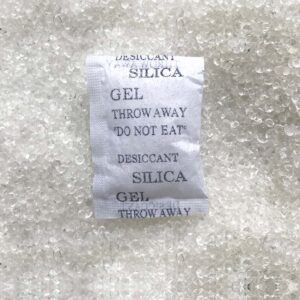 DESICCANT
SILICA
GEL
THROW AWAY
"DO NOT EAT"
DESICCANT
SILICA
GEL
THROW AWAY